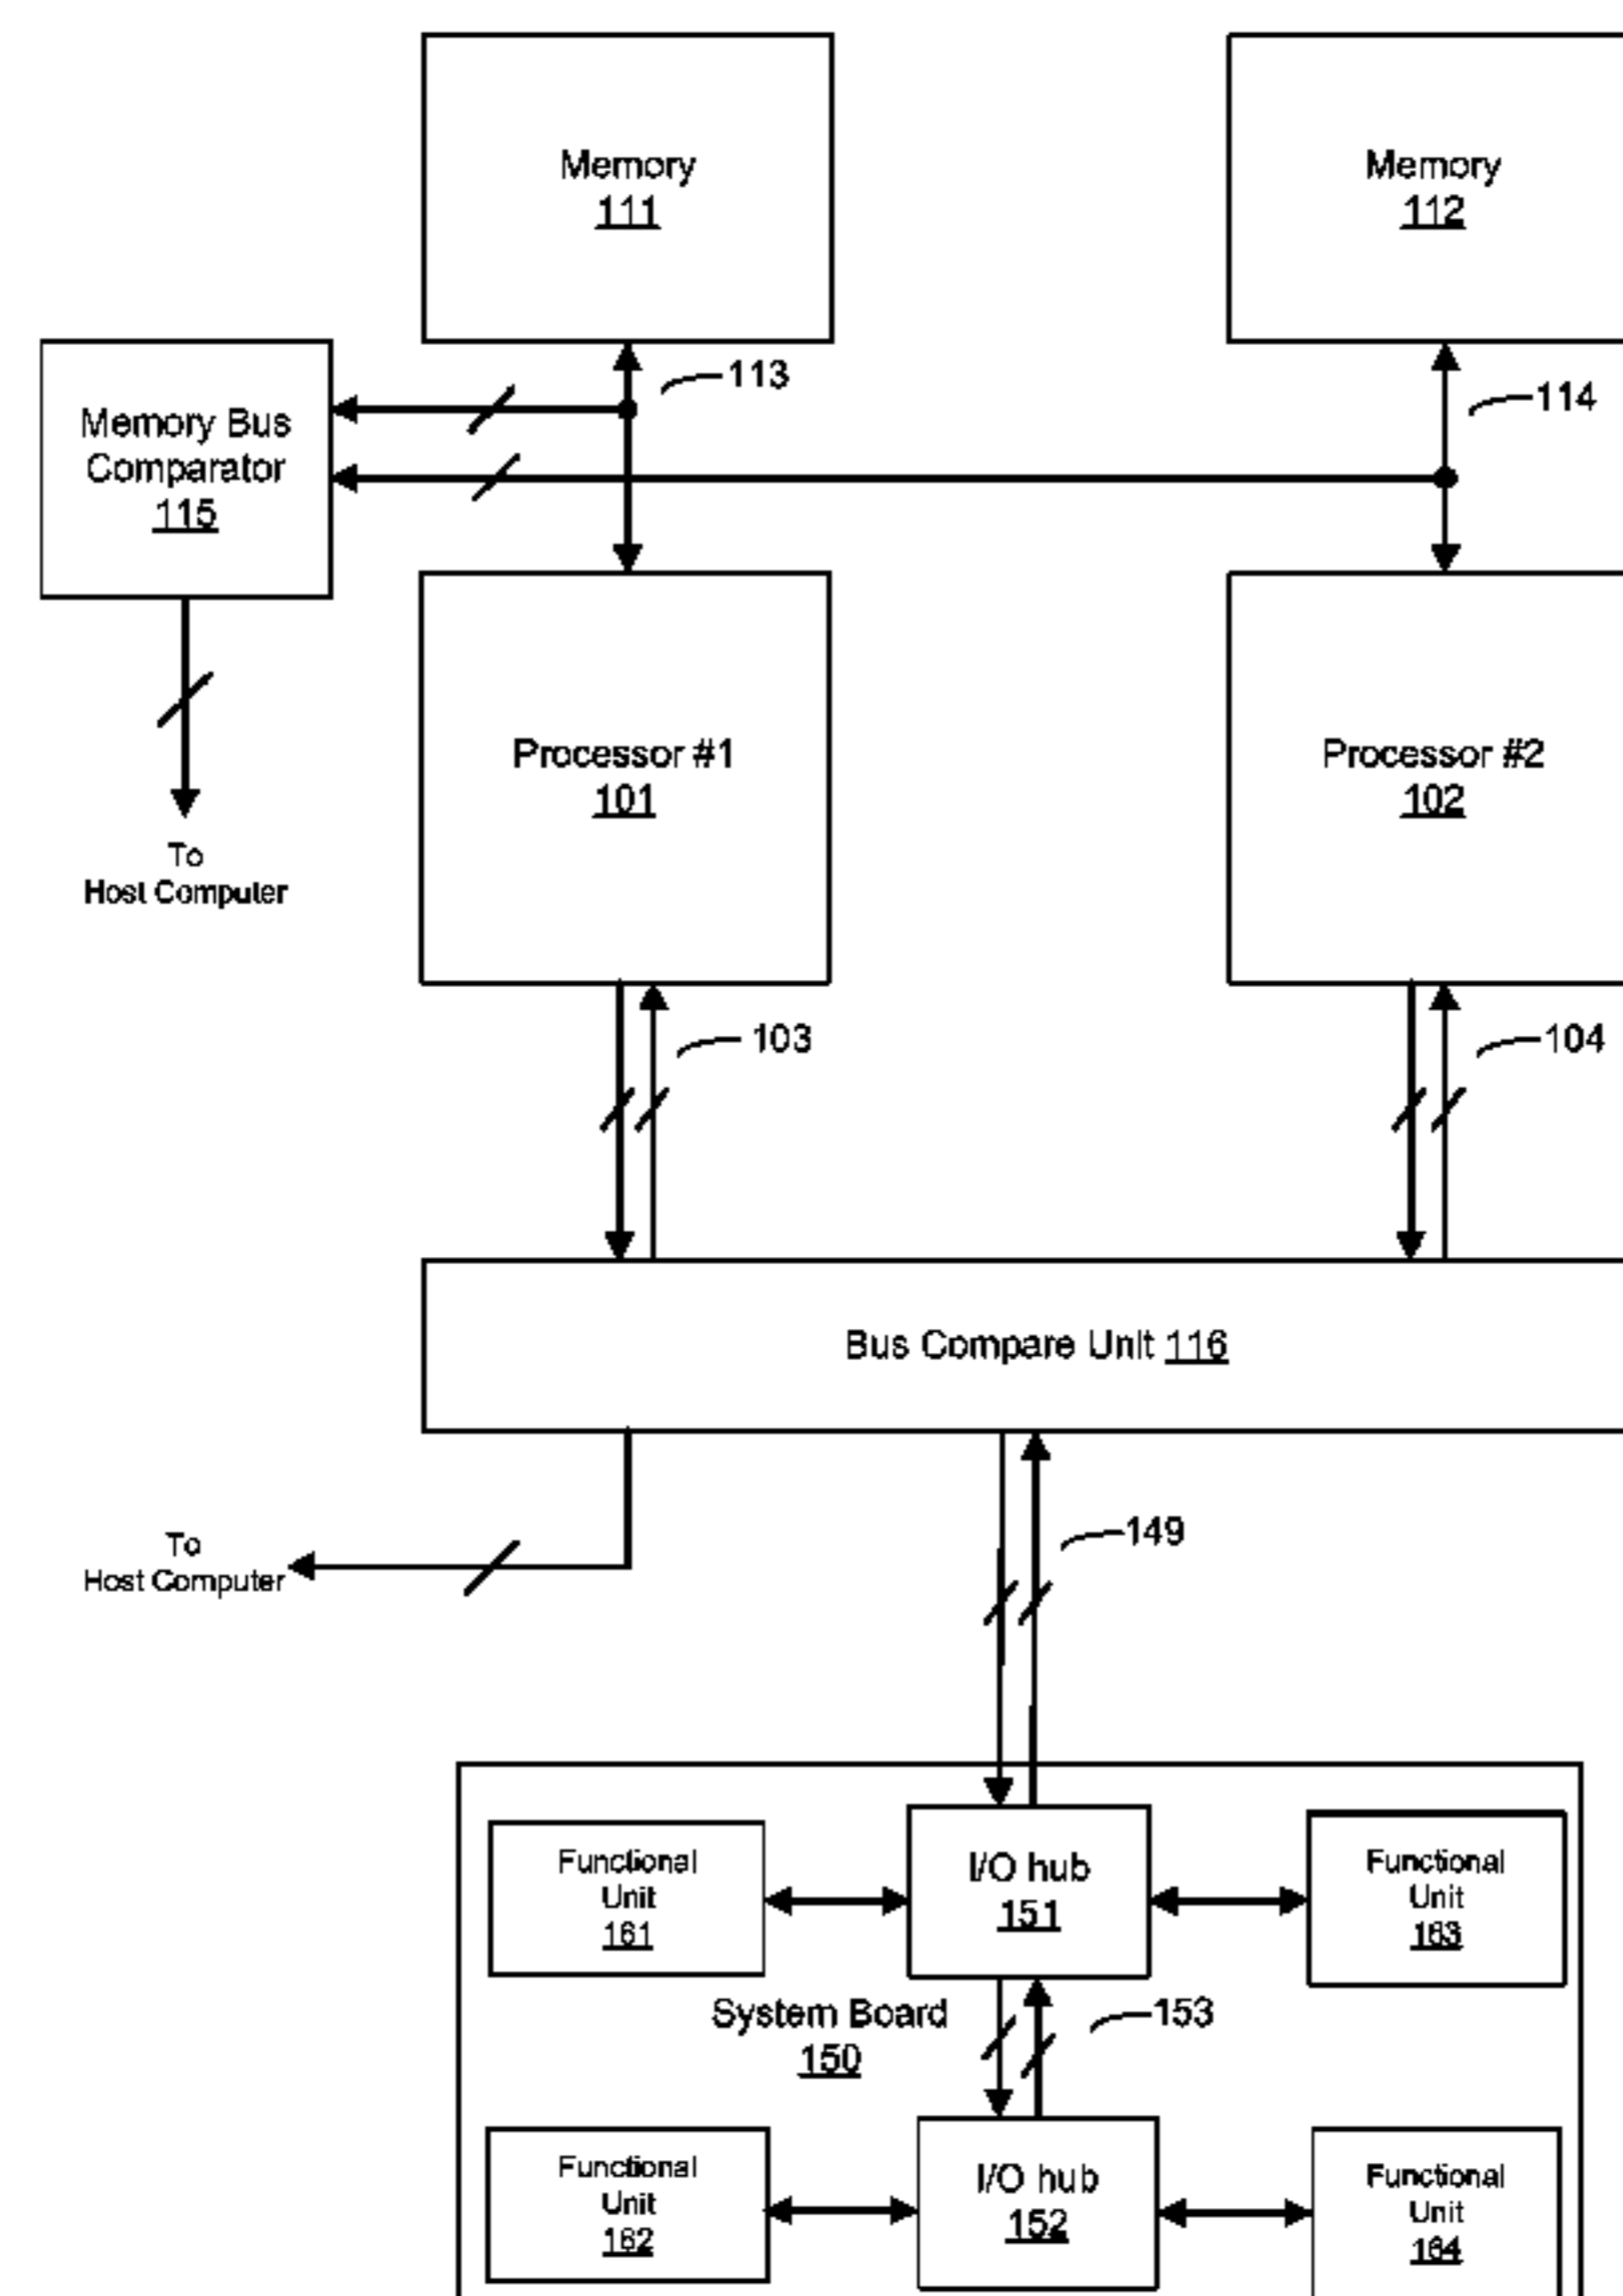 Memory
111
Memory
112
113
114
Memory Bus
Comparator
115
Processor #1
101
Processor #2
102
To
Host Computer
103
104
Bus Compare Unit 116
149
To
Host Computer
Functional
Unit
161
I/O hub
151
Functional
Unit
163
System Board
150
153
Functional
Unit
162
I/O hub
152
Functional
Unit
164